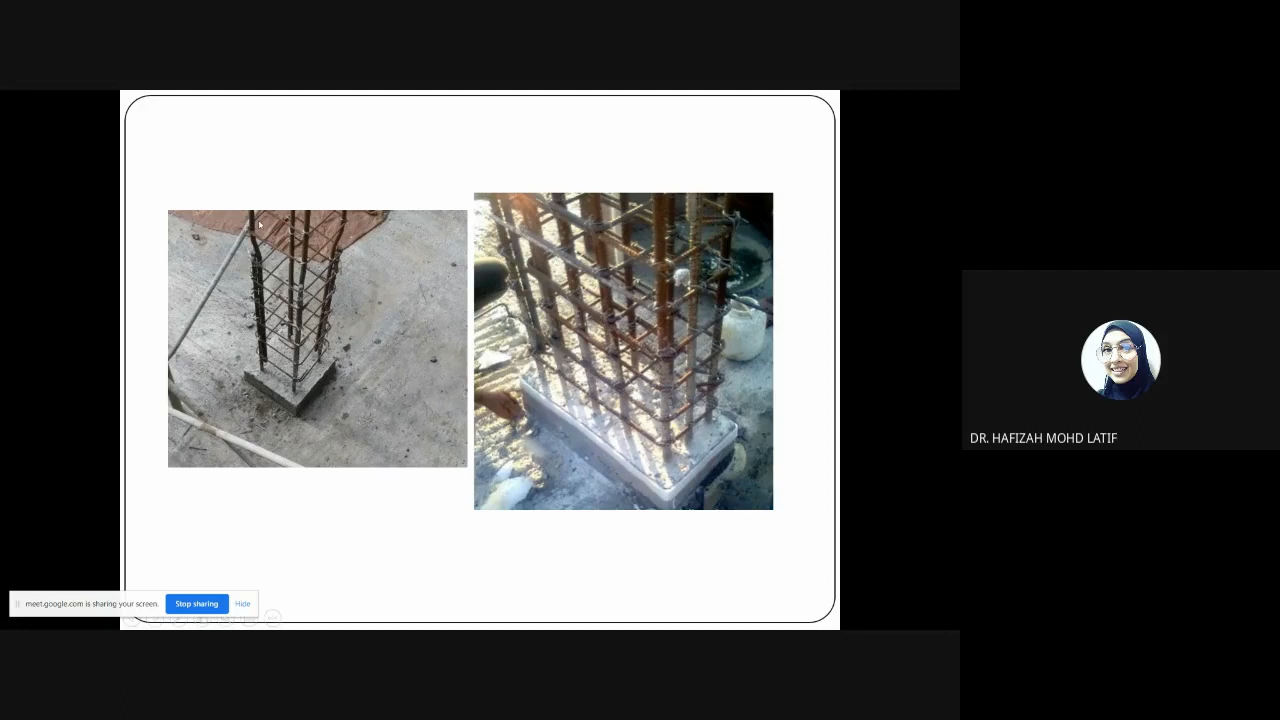 DR. HAFIZAH MOHD LATIF
meet.google.com is sharing your screen.
Stop sharing
Hide